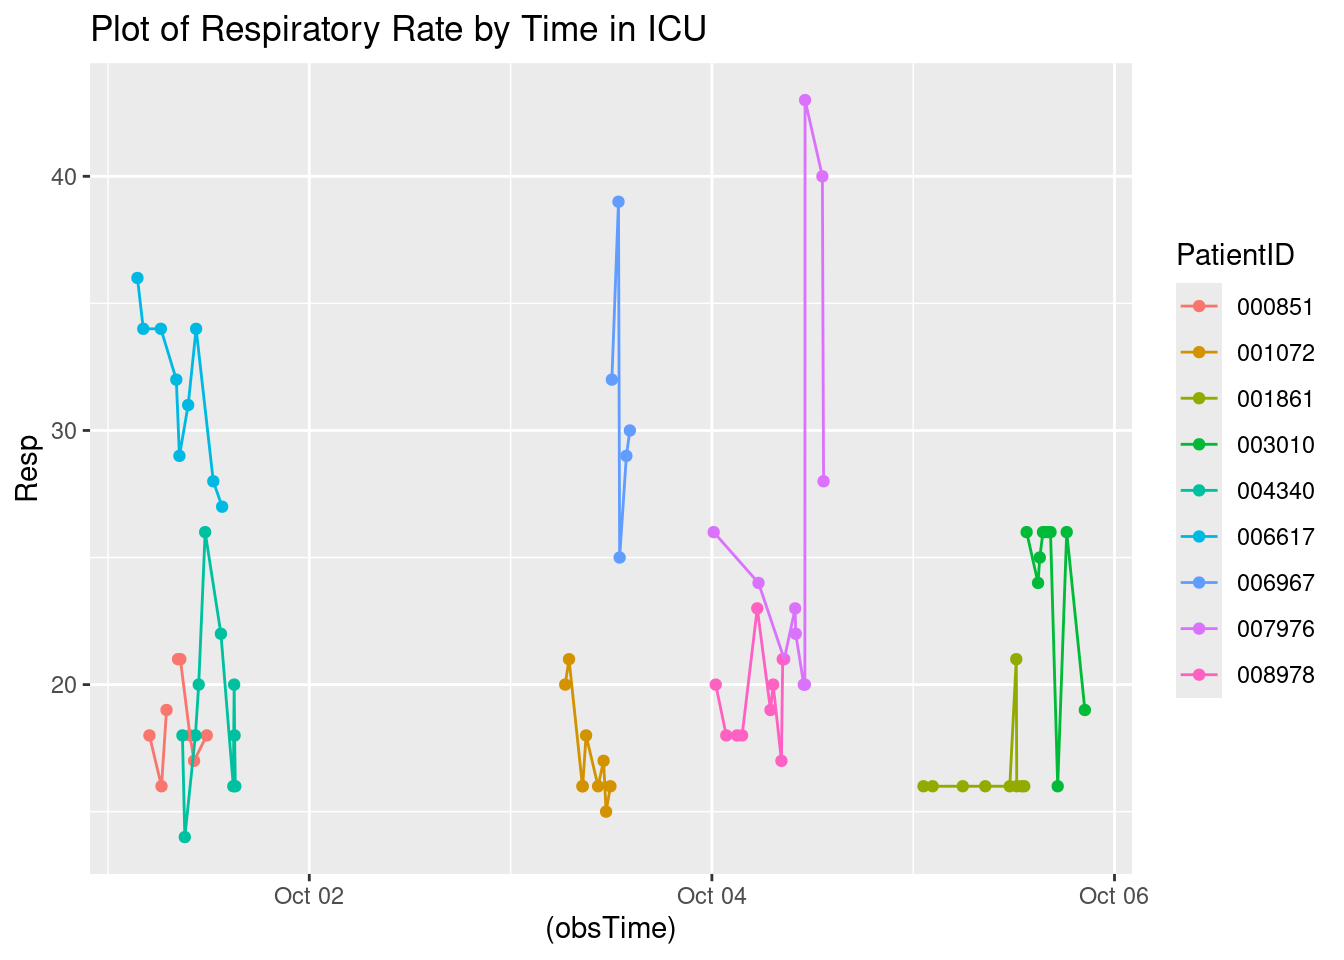 Plot of Respiratory Rate by Time in ICU
40
30
20
Resp
Oct 02
Oct 04
Oct 06
(obsTime)
PatientID
000851
001072
001861
003010
004340
006617
006967
007976
008978